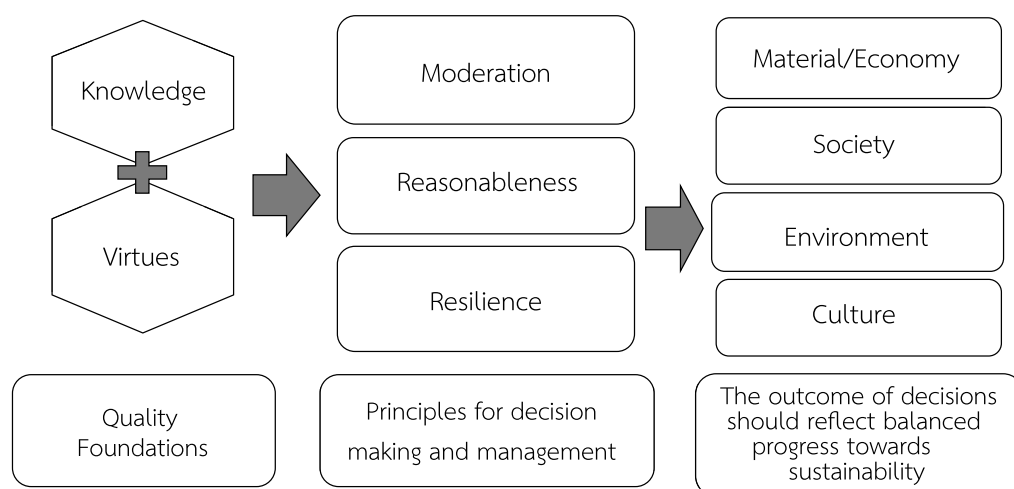 Knowledge
Virtues
Moderation
Reasonableness
Resilience
Material/Economy
Society
Environment
Culture
Quality
Foundations
Principles for decision
making and management
The outcome of decisions
should reflect balanced
progress towards
sustainability